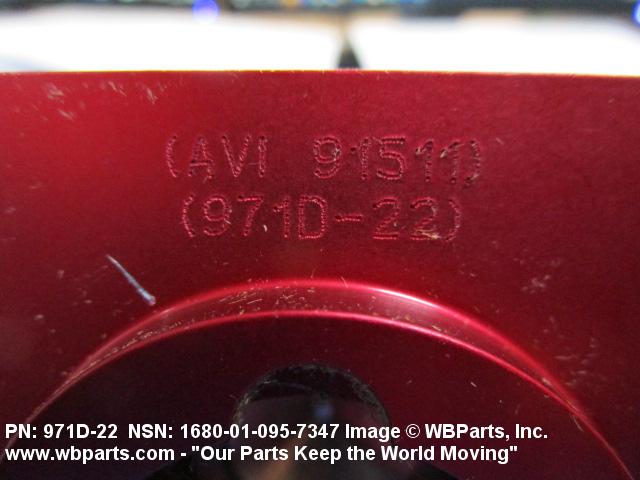 (AVI 91511)
(971D-22)
PN: 971D-22 NSN: 1680-01-095-7347 Image © WBParts, Inc.
www.wbparts.com - "Our Parts Keep the World Moving"